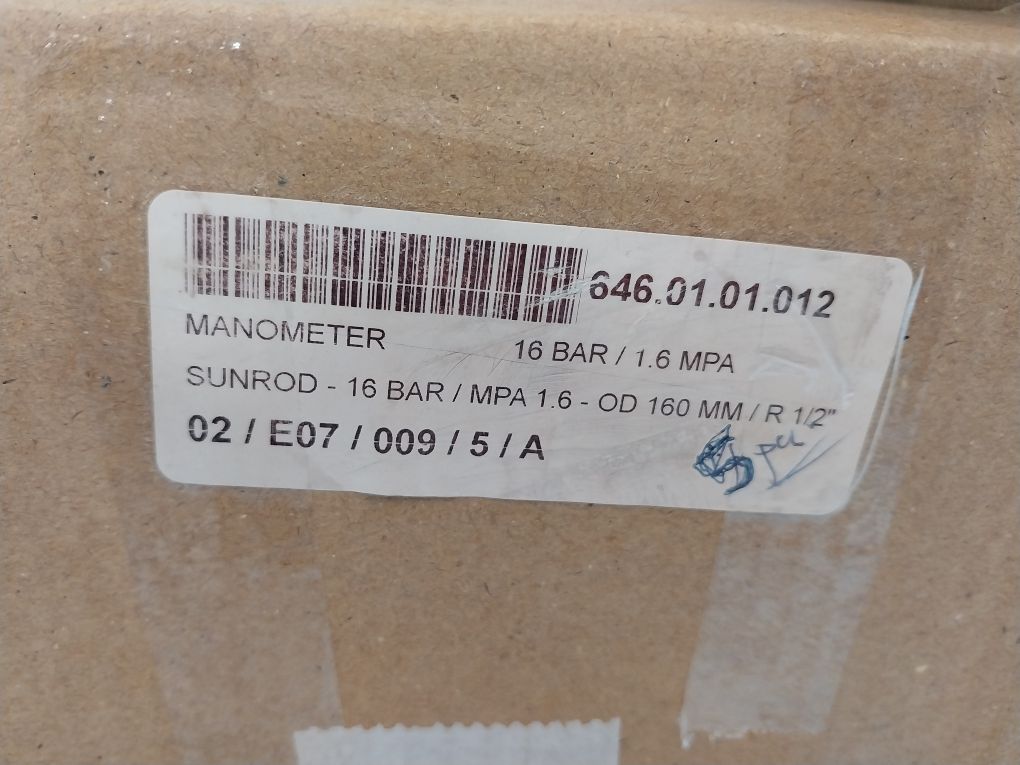 646.01.01.012
MANOMETER 16 BAR / 1.6 MPA
SUNROD - 16 BAR / MPA 1.6 - OD 160 MM / R 1/2"
02 / E07 / 009 / 5 / A